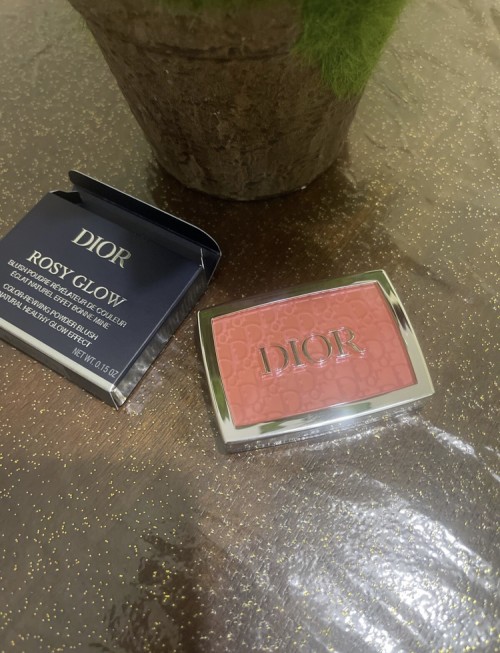 DIOR
ROSY GLOW
BLUSH POUDRE RÉVÉLATEUR DE COULEUR
ÉCLAT NATUREL EFFET BONNE MINE
COLOR-REVIVING POWDER BLUSH
NATURAL HEALTHY GLOW EFFECT
NET WT. 0.15 OZ
DIOR